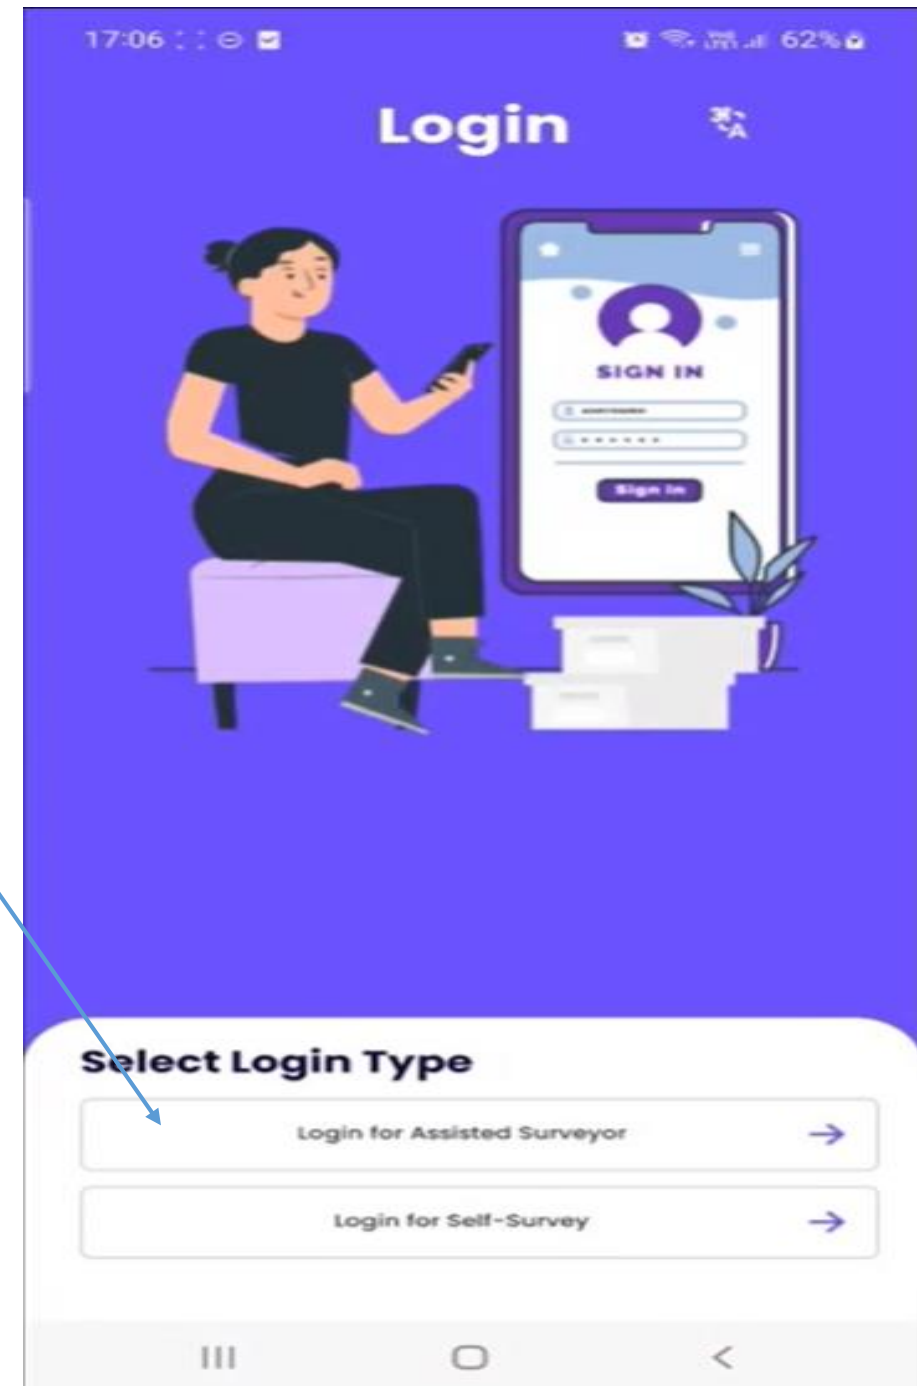 17:06
62%
Login
SIGN IN
Sign In
Select Login Type
Login for Assisted Surveyor
Login for Self-Survey